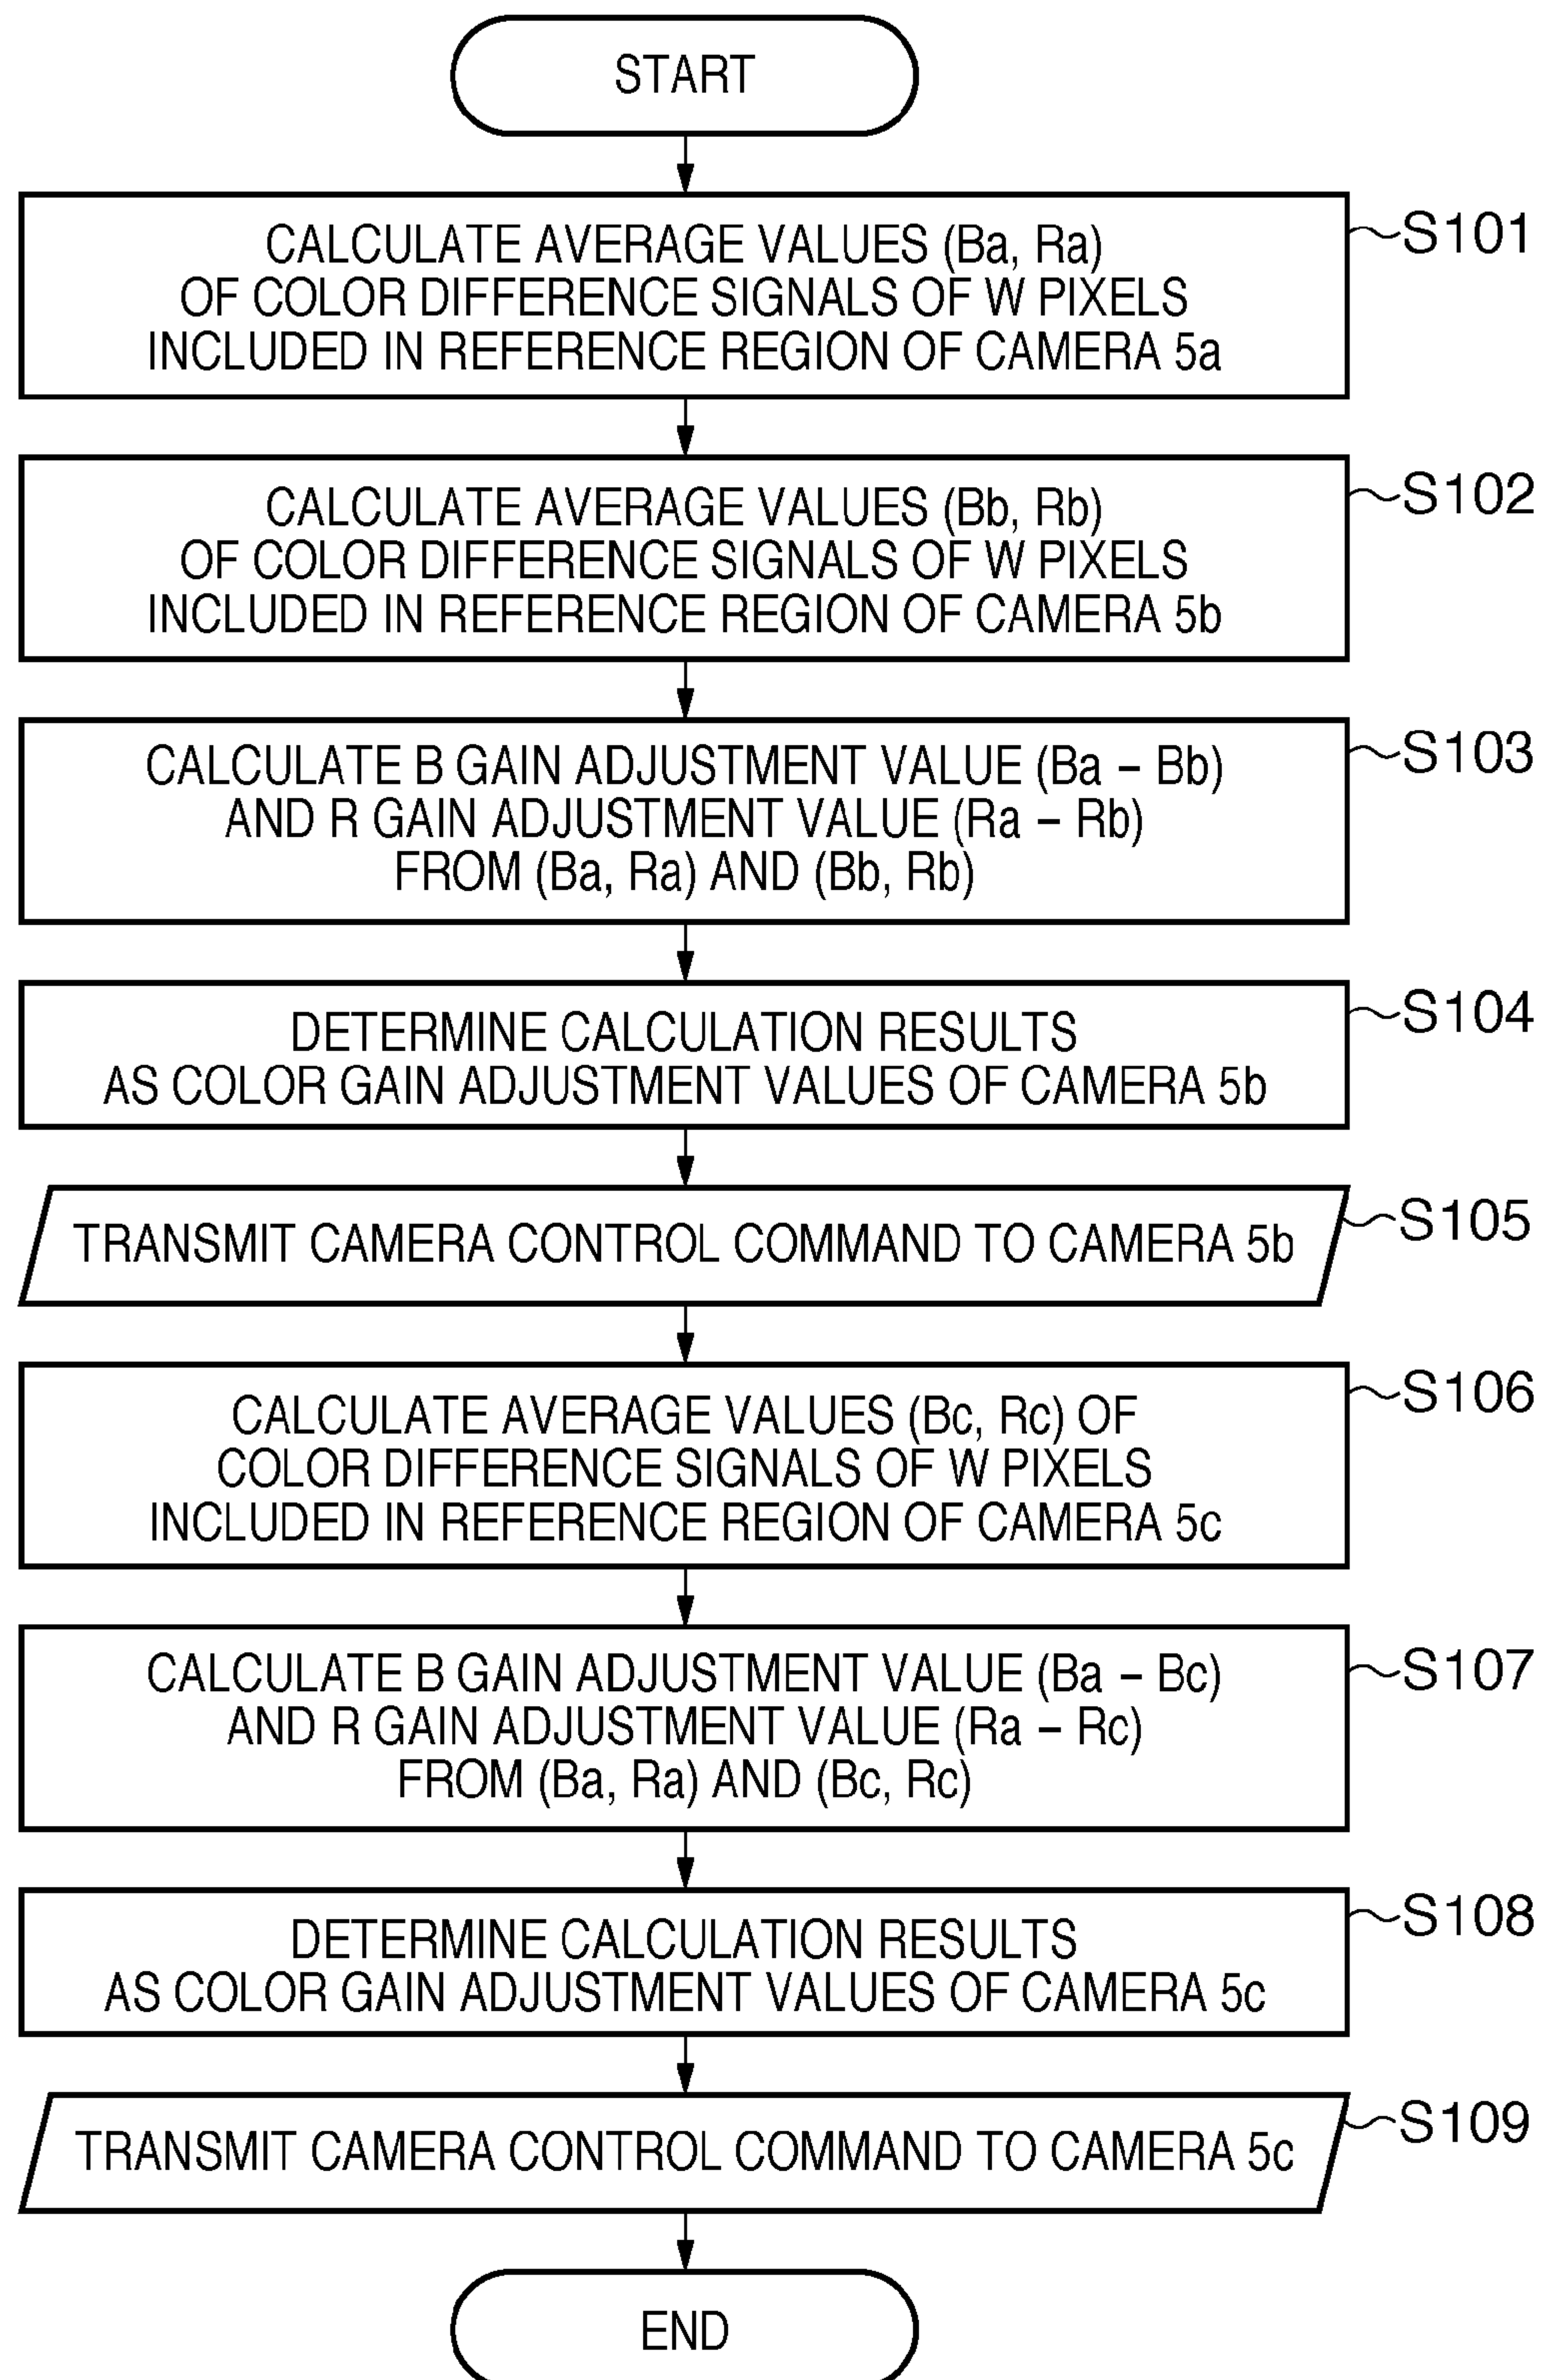 START
CALCULATE AVERAGE VALUES (Ba, Ra)
OF COLOR DIFFERENCE SIGNALS OF W PIXELS
INCLUDED IN REFERENCE REGION OF CAMERA 5a
S101
CALCULATE AVERAGE VALUES (Bb, Rb)
OF COLOR DIFFERENCE SIGNALS OF W PIXELS
INCLUDED IN REFERENCE REGION OF CAMERA 5b
S102
CALCULATE B GAIN ADJUSTMENT VALUE (Ba – Bb)
AND R GAIN ADJUSTMENT VALUE (Ra – Rb)
FROM (Ba, Ra) AND (Bb, Rb)
S103
DETERMINE CALCULATION RESULTS
AS COLOR GAIN ADJUSTMENT VALUES OF CAMERA 5b
S104
TRANSMIT CAMERA CONTROL COMMAND TO CAMERA 5b
S105
CALCULATE AVERAGE VALUES (Bc, Rc) OF
COLOR DIFFERENCE SIGNALS OF W PIXELS
INCLUDED IN REFERENCE REGION OF CAMERA 5c
S106
CALCULATE B GAIN ADJUSTMENT VALUE (Ba – Bc)
AND R GAIN ADJUSTMENT VALUE (Ra – Rc)
FROM (Ba, Ra) AND (Bc, Rc)
S107
DETERMINE CALCULATION RESULTS
AS COLOR GAIN ADJUSTMENT VALUES OF CAMERA 5c
S108
TRANSMIT CAMERA CONTROL COMMAND TO CAMERA 5c
S109
END